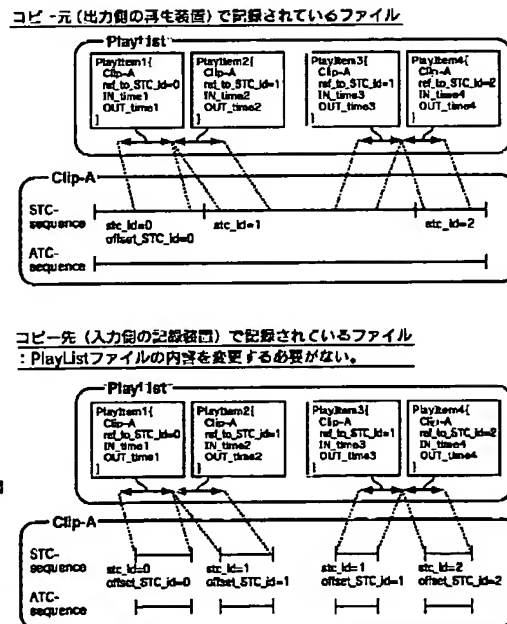 コピー元(出力側の再生装置)で記録されているファイル
PlayList
PlayItem1{
Clip-A
ref_to_STC_id=0
IN_time1
OUT_time1
}
PlayItem2{
Clip-A
ref_to_STC_id=1
IN_time2
OUT_time2
}
PlayItem3{
Clip-A
ref_to_STC_id=1
IN_time3
OUT_time3
}
PlayItem4{
Clip-A
ref_to_STC_id=2
IN_time4
OUT_time4
}
Clip-A
STC-
sequence
stc_id=0
offset_STC_id=0
stc_id=1
stc_id=2
ATC-
sequence
コピー先(入力側の記録装置)で記録されているファイル
:PlayListファイルの内容を変更する必要がない。
PlayList
PlayItem1{
Clip-A
ref_to_STC_id=0
IN_time1
OUT_time1
}
PlayItem2{
Clip-A
ref_to_STC_id=1
IN_time2
OUT_time2
}
PlayItem3{
Clip-A
ref_to_STC_id=1
IN_time3
OUT_time3
}
PlayItem4{
Clip-A
ref_to_STC_id=2
IN_time4
OUT_time4
}
Clip-A
STC-
sequence
stc_id=0
offset_STC_id=0
stc_id=1
offset_STC_id=1
stc_id=1
offset_STC_id=1
stc_id=2
offset_STC_id=2
ATC-
sequence